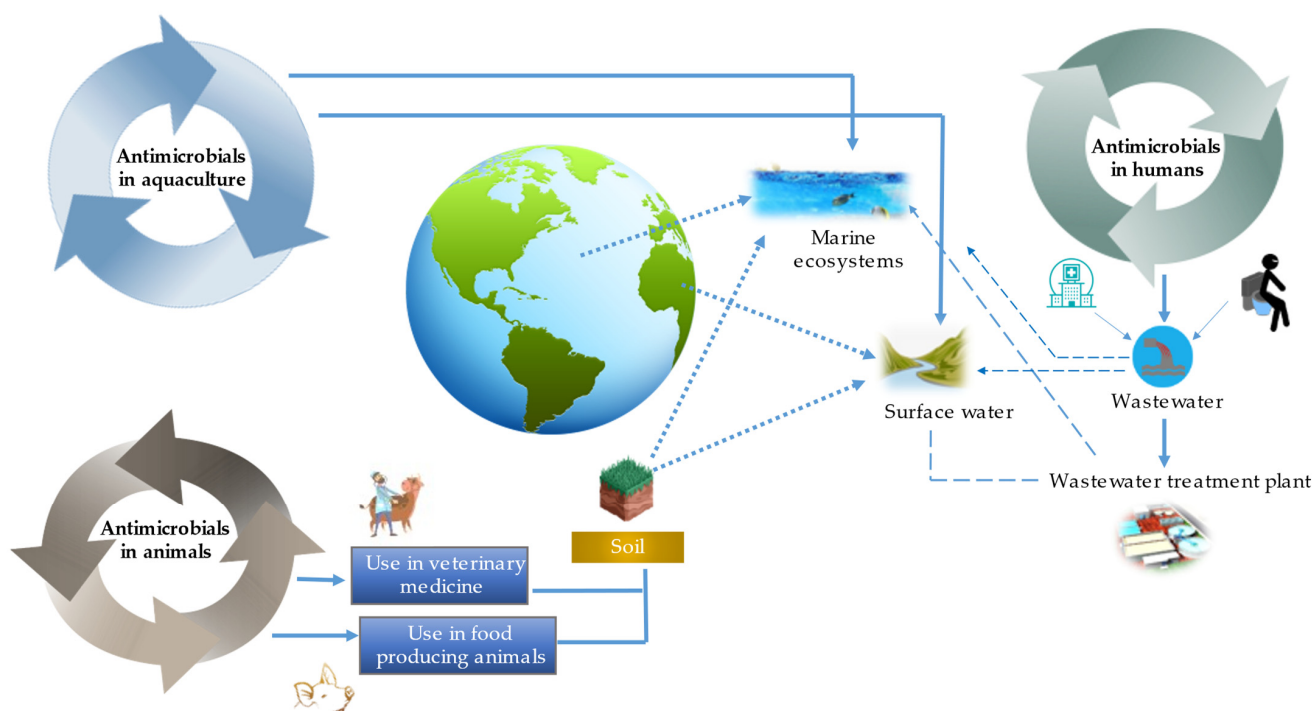 Antimicrobials
in aquaculture
Antimicrobials
in humans
Marine
ecosystems
Surface water
Wastewater
Wastewater treatment plant
Antimicrobials
in animals
Soil
Use in veterinary
medicine
Use in food
producing animals